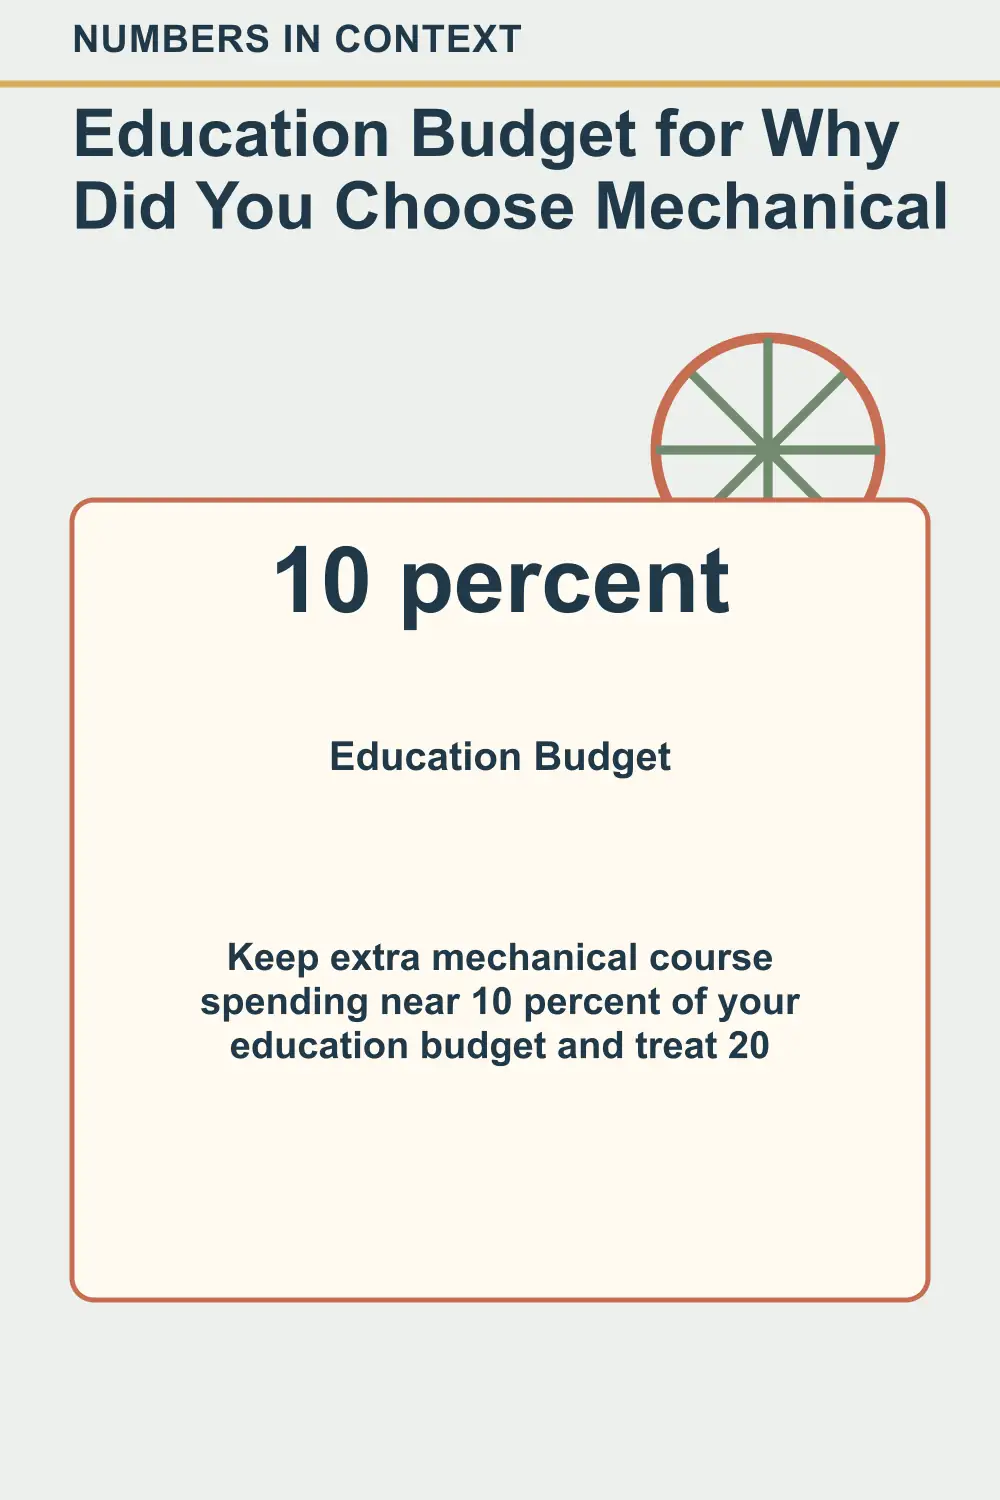 NUMBERS IN CONTEXT
Education Budget for Why
Did You Choose Mechanical
10 percent
Education Budget
Keep extra mechanical course
spending near 10 percent of your
education budget and treat 20